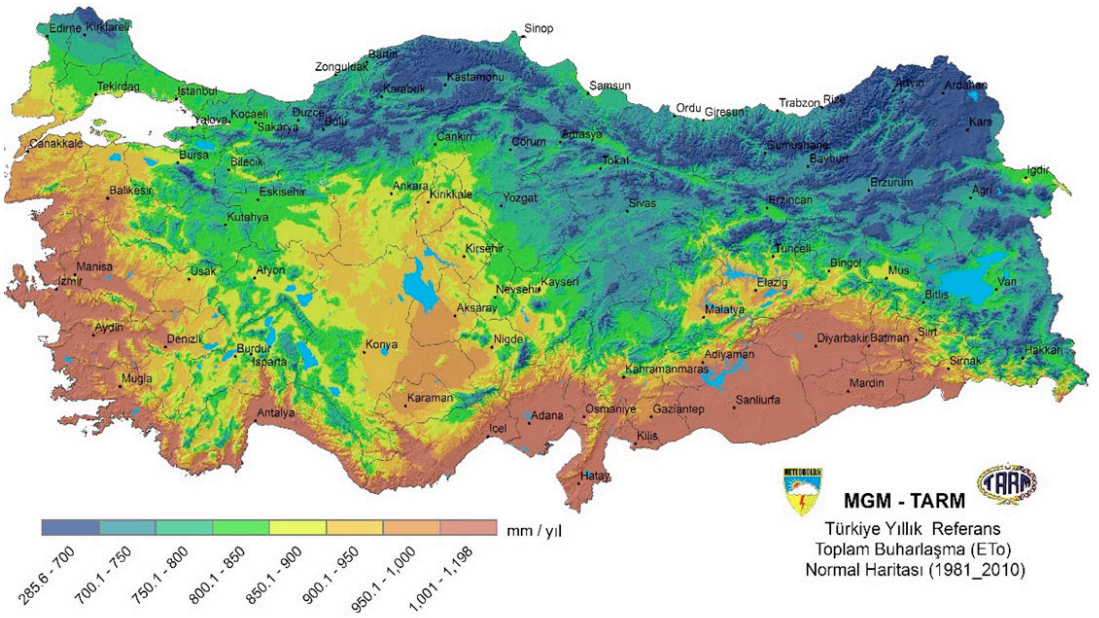 Sinop
Edirne Kirklareli
Bartin
Zonguldak
Kastamonu
Samsun
Artvin Ardahan
Tekirdag Istanbul
Karabuk
Ordu Giresun Trabzon Rize
Kocaeli Duzce
Yalova Sakarya Bolu
Kars
Canakkale
Cankiri Corum Amasya
Gumushane
Bursa Bilecik
Tokat
Bayburt
Igdir
Balikesir Eskisehir Ankara Kirikkale Yozgat Sivas Erzincan Erzurum Agri
Kutahya
Kirsehir
Tunceli
Manisa Usak Afyon
Bingol Mus
Izmir
Nevsehir Kayseri
Elazig
Bitlis Van
Aksaray
Malatya
Aydin Denizli
Burdur Konya Nigde
Diyarbakir Batman Siirt
Hakkari
Isparta
Adiyaman
Sirnak
Mugla
Kahramanmaras
Mardin
Karaman
Antalya
Icel Adana Osmaniye Gaziantep Sanliurfa
Kilis
Hatay
METEOROLOJI
TARM
MGM - TARM
Türkiye Yıllık Referans
Toplam Buharlaşma (ETo)
Normal Haritası (1981_2010)
mm / yıl
285.6 - 700
700.1 - 750
750.1 - 800
800.1 - 850
850.1 - 900
900.1 - 950
950.1 - 1,000
1,001 - 1,198